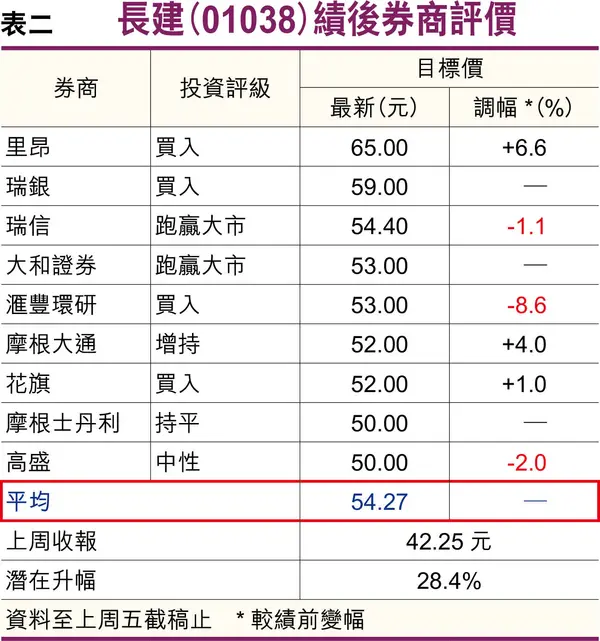 表二 長建(01038)績後券商評價
券商 投資評級 目標價
最新(元) 調幅 *(%)
里昂 買入 65.00 +6.6
瑞銀 買入 59.00 —
瑞信 跑贏大市 54.40 -1.1
大和證券 跑贏大市 53.00 —
滙豐環研 買入 53.00 -8.6
摩根大通 增持 52.00 +4.0
花旗 買入 52.00 +1.0
摩根士丹利 持平 50.00 —
高盛 中性 50.00 -2.0
平均 54.27 —
上周收報 42.25 元
潛在升幅 28.4%
資料至上周五截稿止 * 較績前變幅